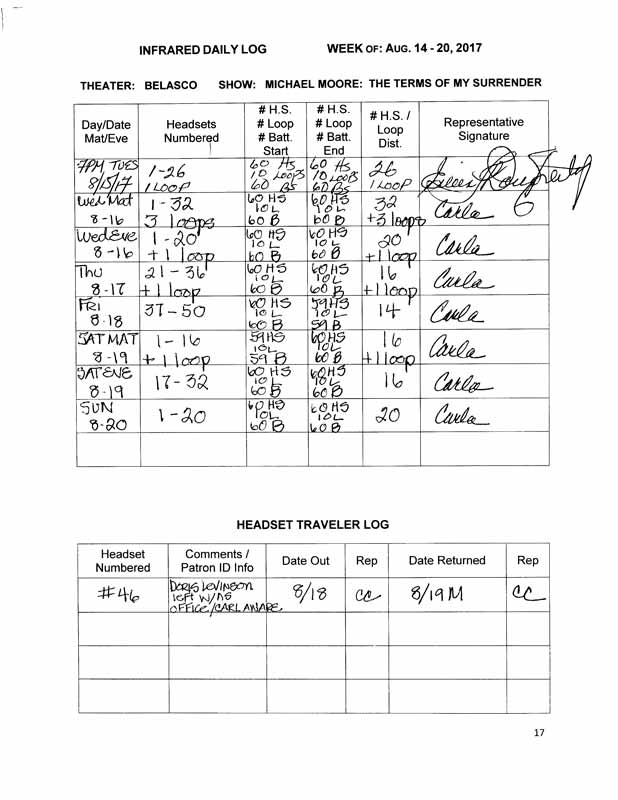 INFRARED DAILY LOG WEEK OF: AUG. 14 - 20, 2017
THEATER: BELASCO SHOW: MICHAEL MOORE: THE TERMS OF MY SURRENDER
Day/Date Mat/Eve
Headsets Numbered
# H.S. # Loop # Batt. Start
# H.S. # Loop # Batt. End
# H.S. / Loop Dist.
Representative Signature
7PM TUES 1-26 60 HS 60 HS 26
8/15/17 1 LOOP 10 LOOPS 10 LOOPS 1 LOOP
60 BS 60 BS
Wed Mat 1-32 60 HS 60 HS 32 Carla
8-16 3 loops 10 L 10 L +3 loops
60 B 60 B
Wed Eve 1-20 60 HS 60 HS 20 Carla
8-16 +1 loop 10 L 10 L +1 loop
60 B 60 B
Thu 21-36 60 HS 60 HS 16 Carla
8-17 +1 loop 10 L 10 L +1 loop
60 B 60 B
FRI 37-50 60 HS 59 HS 14 Carla
8-18 10 L 10 L
60 B 59 B
SAT MAT 1-16 59 HS 60 HS 16 Carla
8-19 +1 loop 10 L 10 L +1 loop
59 B 60 B
SAT EVE 17-32 60 HS 60 HS 16 Carla
8-19 10 L 10 L
60 B 60 B
SUN 1-20 60 HS 60 HS 20 Carla
8-20 10 L 10 L
60 B 60 B
HEADSET TRAVELER LOG
Headset Numbered
Comments / Patron ID Info
Date Out
Rep
Date Returned
Rep
#46 DORIS LEVINSON 8/18 CC 8/19 M CC
left w/HS
OFFICE/CARL AWARE
17